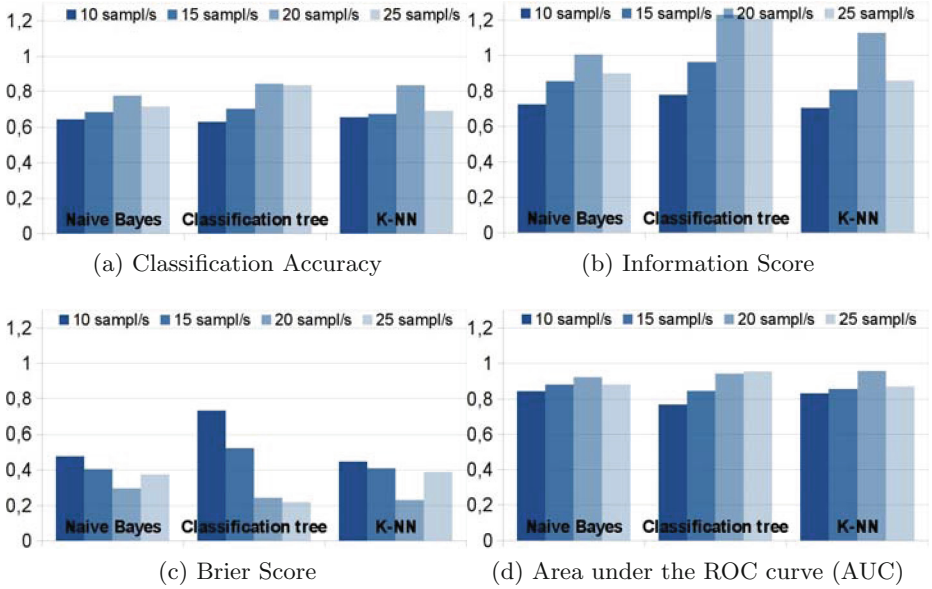 10 sampl/s 15 sampl/s 20 sampl/s 25 sampl/s
1,2
1
0,8
0,6
0,4
0,2
0
Naive Bayes Classification tree K-NN
(a) Classification Accuracy
10 sampl/s 15 sampl/s 20 sampl/s 25 sampl/s
1,2
1
0,8
0,6
0,4
0,2
0
Naive Bayes Classification tree K-NN
(b) Information Score
10 sampl/s 15 sampl/s 20 sampl/s 25 sampl/s
1,2
1
0,8
0,6
0,4
0,2
0
Naive Bayes Classification tree K-NN
(c) Brier Score
10 sampl/s 15 sampl/s 20 sampl/s 25 sampl/s
1,2
1
0,8
0,6
0,4
0,2
0
Naive Bayes Classification tree K-NN
(d) Area under the ROC curve (AUC)